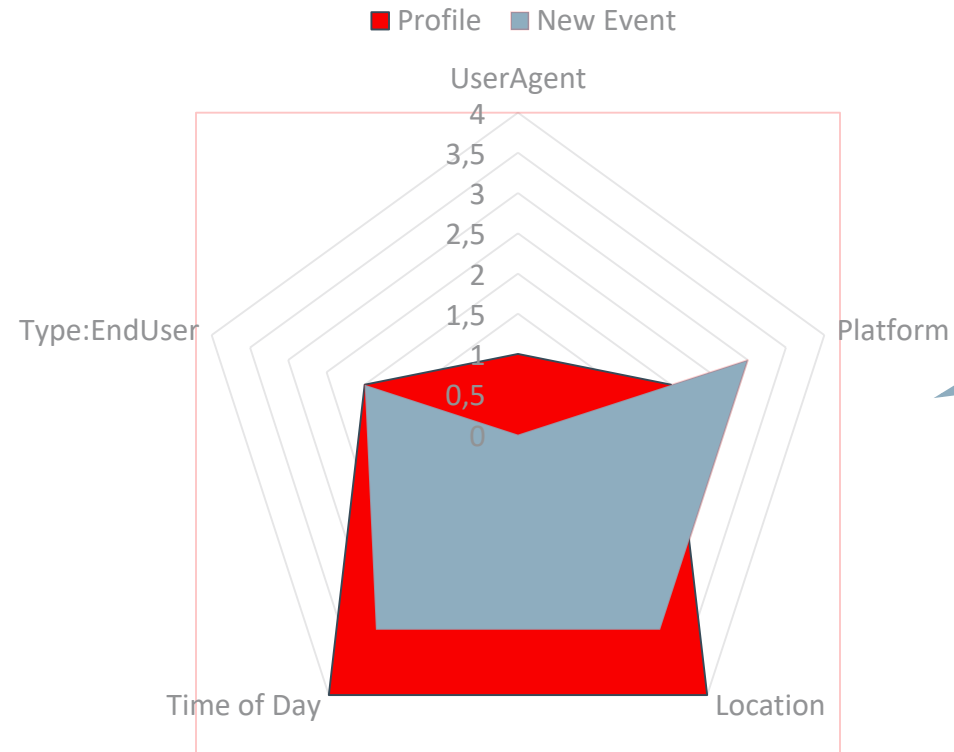 Profile New Event
UserAgent
4
3,5
3
2,5
2
1,5
1
0,5
0
Type:EndUser
Platform
Time of Day
Location